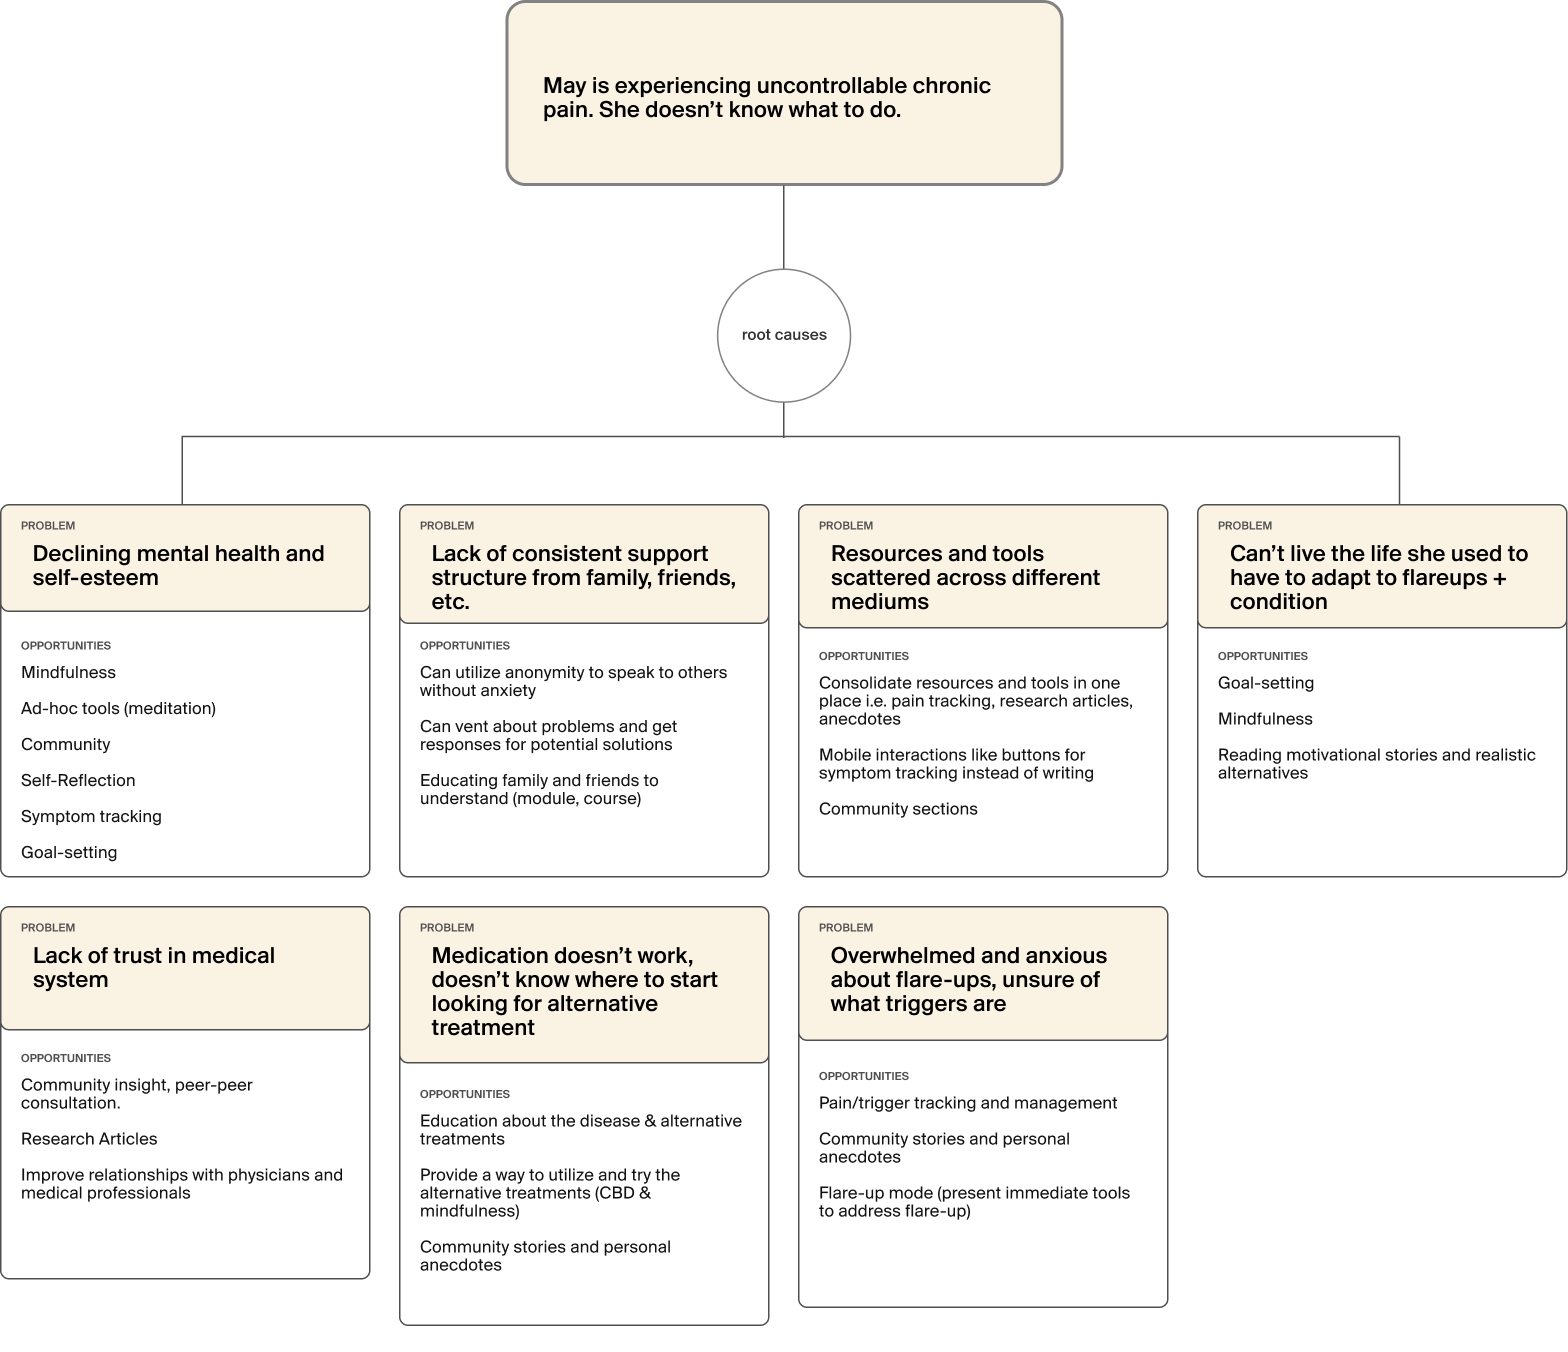 May is experiencing uncontrollable chronic
pain. She doesn’t know what to do.
root causes
PROBLEM
Declining mental health and
self-esteem
OPPORTUNITIES
Mindfulness
Ad-hoc tools (meditation)
Community
Self-Reflection
Symptom tracking
Goal-setting
PROBLEM
Lack of consistent support
structure from family, friends,
etc.
OPPORTUNITIES
Can utilize anonymity to speak to others
without anxiety
Can vent about problems and get
responses for potential solutions
Educating family and friends to
understand (module, course)
PROBLEM
Resources and tools
scattered across different
mediums
OPPORTUNITIES
Consolidate resources and tools in one
place i.e. pain tracking, research articles,
anecdotes
Mobile interactions like buttons for
symptom tracking instead of writing
Community sections
PROBLEM
Can’t live the life she used to
have to adapt to flareups +
condition
OPPORTUNITIES
Goal-setting
Mindfulness
Reading motivational stories and realistic
alternatives
PROBLEM
Lack of trust in medical
system
OPPORTUNITIES
Community insight, peer-peer
consultation.
Research Articles
Improve relationships with physicians and
medical professionals
PROBLEM
Medication doesn’t work,
doesn’t know where to start
looking for alternative
treatment
OPPORTUNITIES
Education about the disease & alternative
treatments
Provide a way to utilize and try the
alternative treatments (CBD &
mindfulness)
Community stories and personal
anecdotes
PROBLEM
Overwhelmed and anxious
about flare-ups, unsure of
what triggers are
OPPORTUNITIES
Pain/trigger tracking and management
Community stories and personal
anecdotes
Flare-up mode (present immediate tools
to address flare-up)